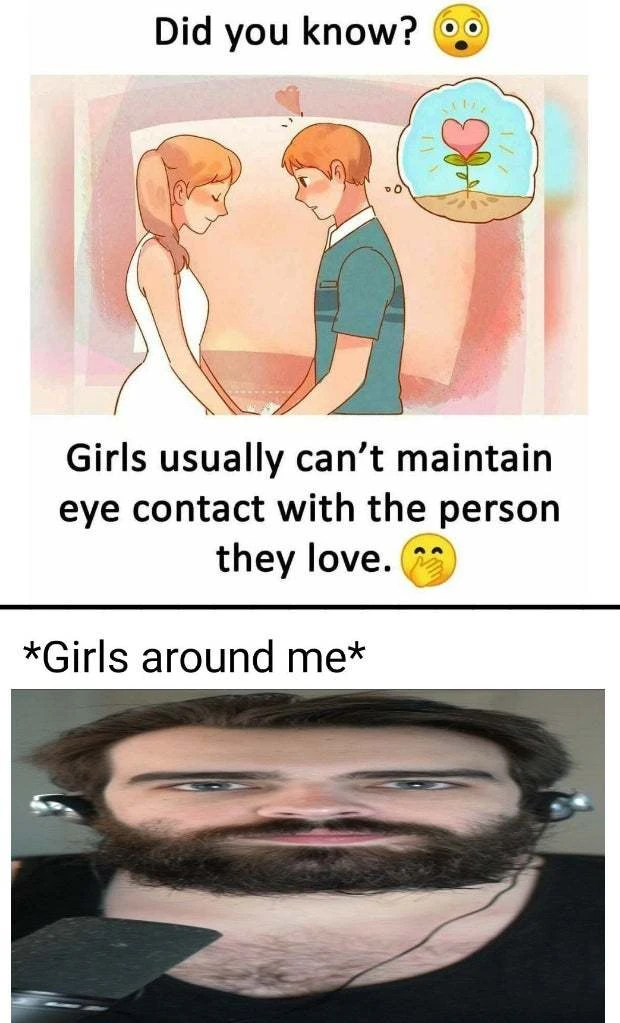 Did you know? 😲
Girls usually can't maintain
eye contact with the person
they love. 🤭
*Girls around me*